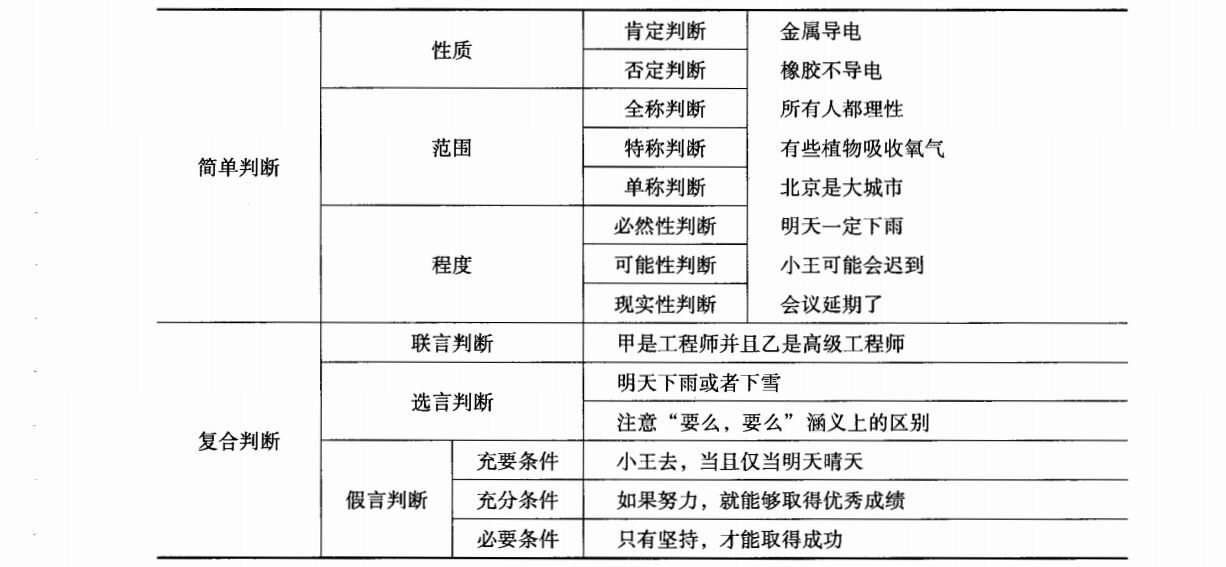 肯定判断 金属导电
性质
否定判断 橡胶不导电
全称判断 所有人都理性
范围 特称判断 有些植物吸收氧气
简单判断
单称判断 北京是大城市
必然性判断 明天一定下雨
程度 可能性判断 小王可能会迟到
现实性判断 会议延期了
联言判断 甲是工程师并且乙是高级工程师
明天下雨或者下雪
选言判断
注意“要么，要么”涵义上的区别
复合判断
充要条件 小王去，当且仅当明天晴天
假言判断 充分条件 如果努力，就能够取得优秀成绩
必要条件 只有坚持，才能取得成功